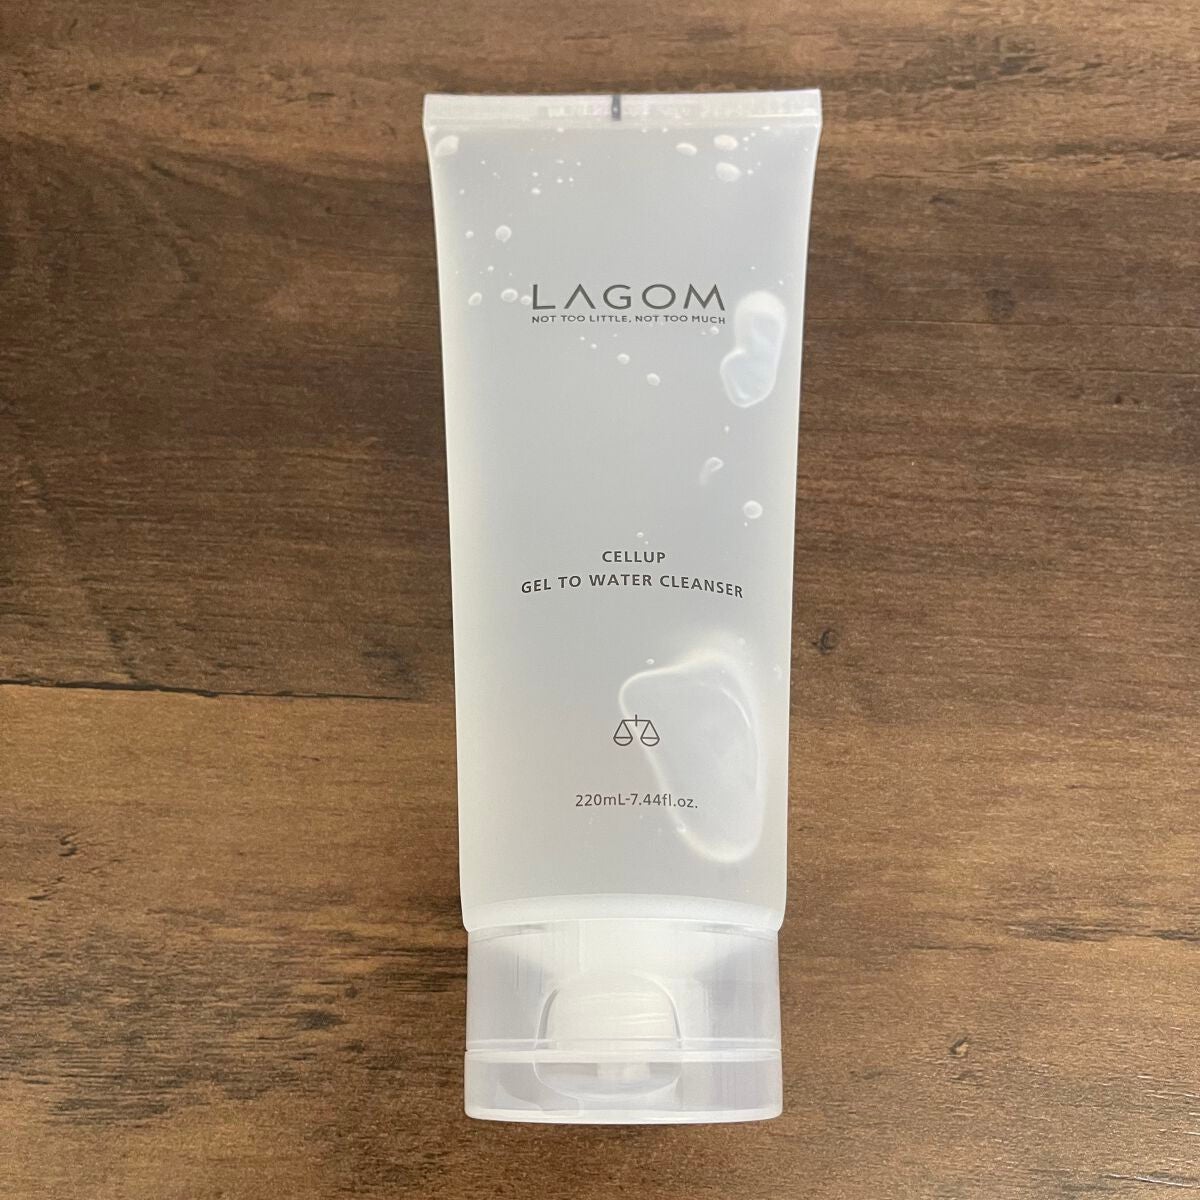 LAGOM
NOT TOO LITTLE, NOT TOO MUCH
CELLUP
GEL TO WATER CLEANSER
220mL-7.44fl.oz.